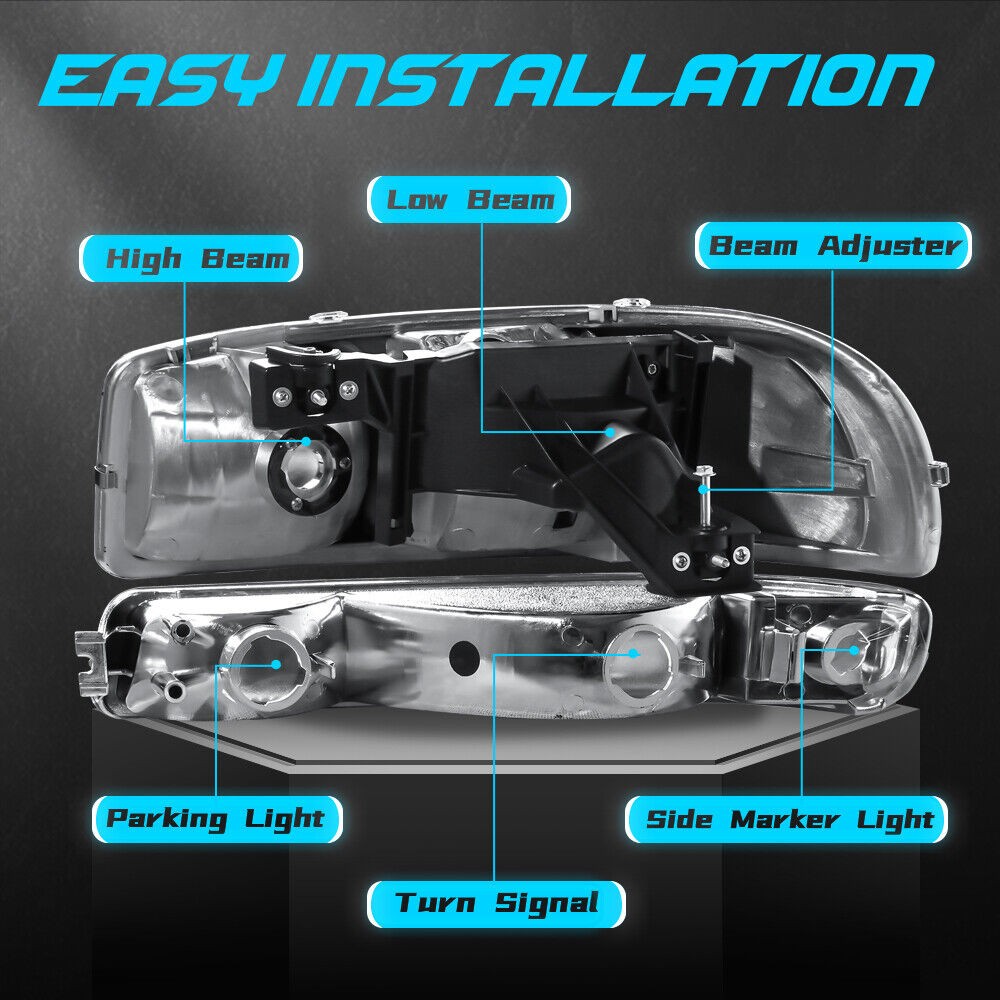 EASY INSTALLATION
Low Beam
High Beam
Beam Adjuster
Parking Light
Side Marker Light
Turn Signal